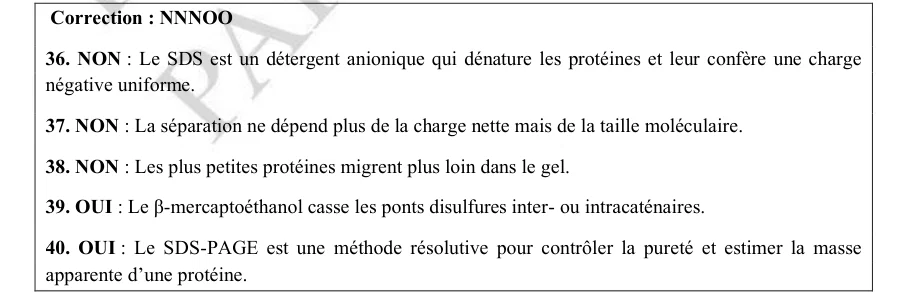 Correction : NNNOO
36. NON : Le SDS est un détergent anionique qui dénature les protéines et leur confère une charge
négative uniforme.
37. NON : La séparation ne dépend plus de la charge nette mais de la taille moléculaire.
38. NON : Les plus petites protéines migrent plus loin dans le gel.
39. OUI : Le β-mercaptoéthanol casse les ponts disulfures inter- ou intracaténaires.
40. OUI : Le SDS-PAGE est une méthode résolutive pour contrôler la pureté et estimer la masse
apparente d’une protéine.